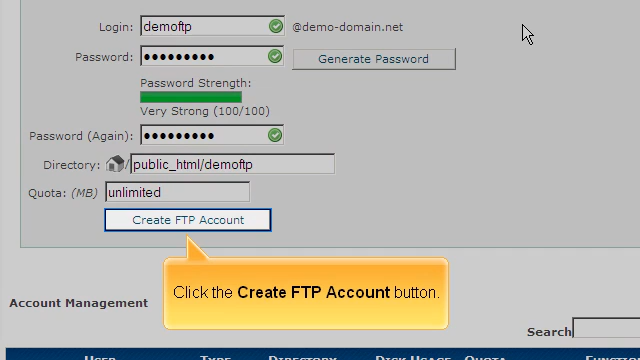 Login: demoftp @demo-domain.net
Password: ●●●●●●●●● Generate Password
Password Strength:
Very Strong (100/100)
Password (Again): ●●●●●●●●●
Directory: / public_html/demoftp
Quota: (MB) unlimited
Create FTP Account
Click the Create FTP Account button.
Account Management
Search
USER TYPE DIRECTORY DISK USAGE QUOTA